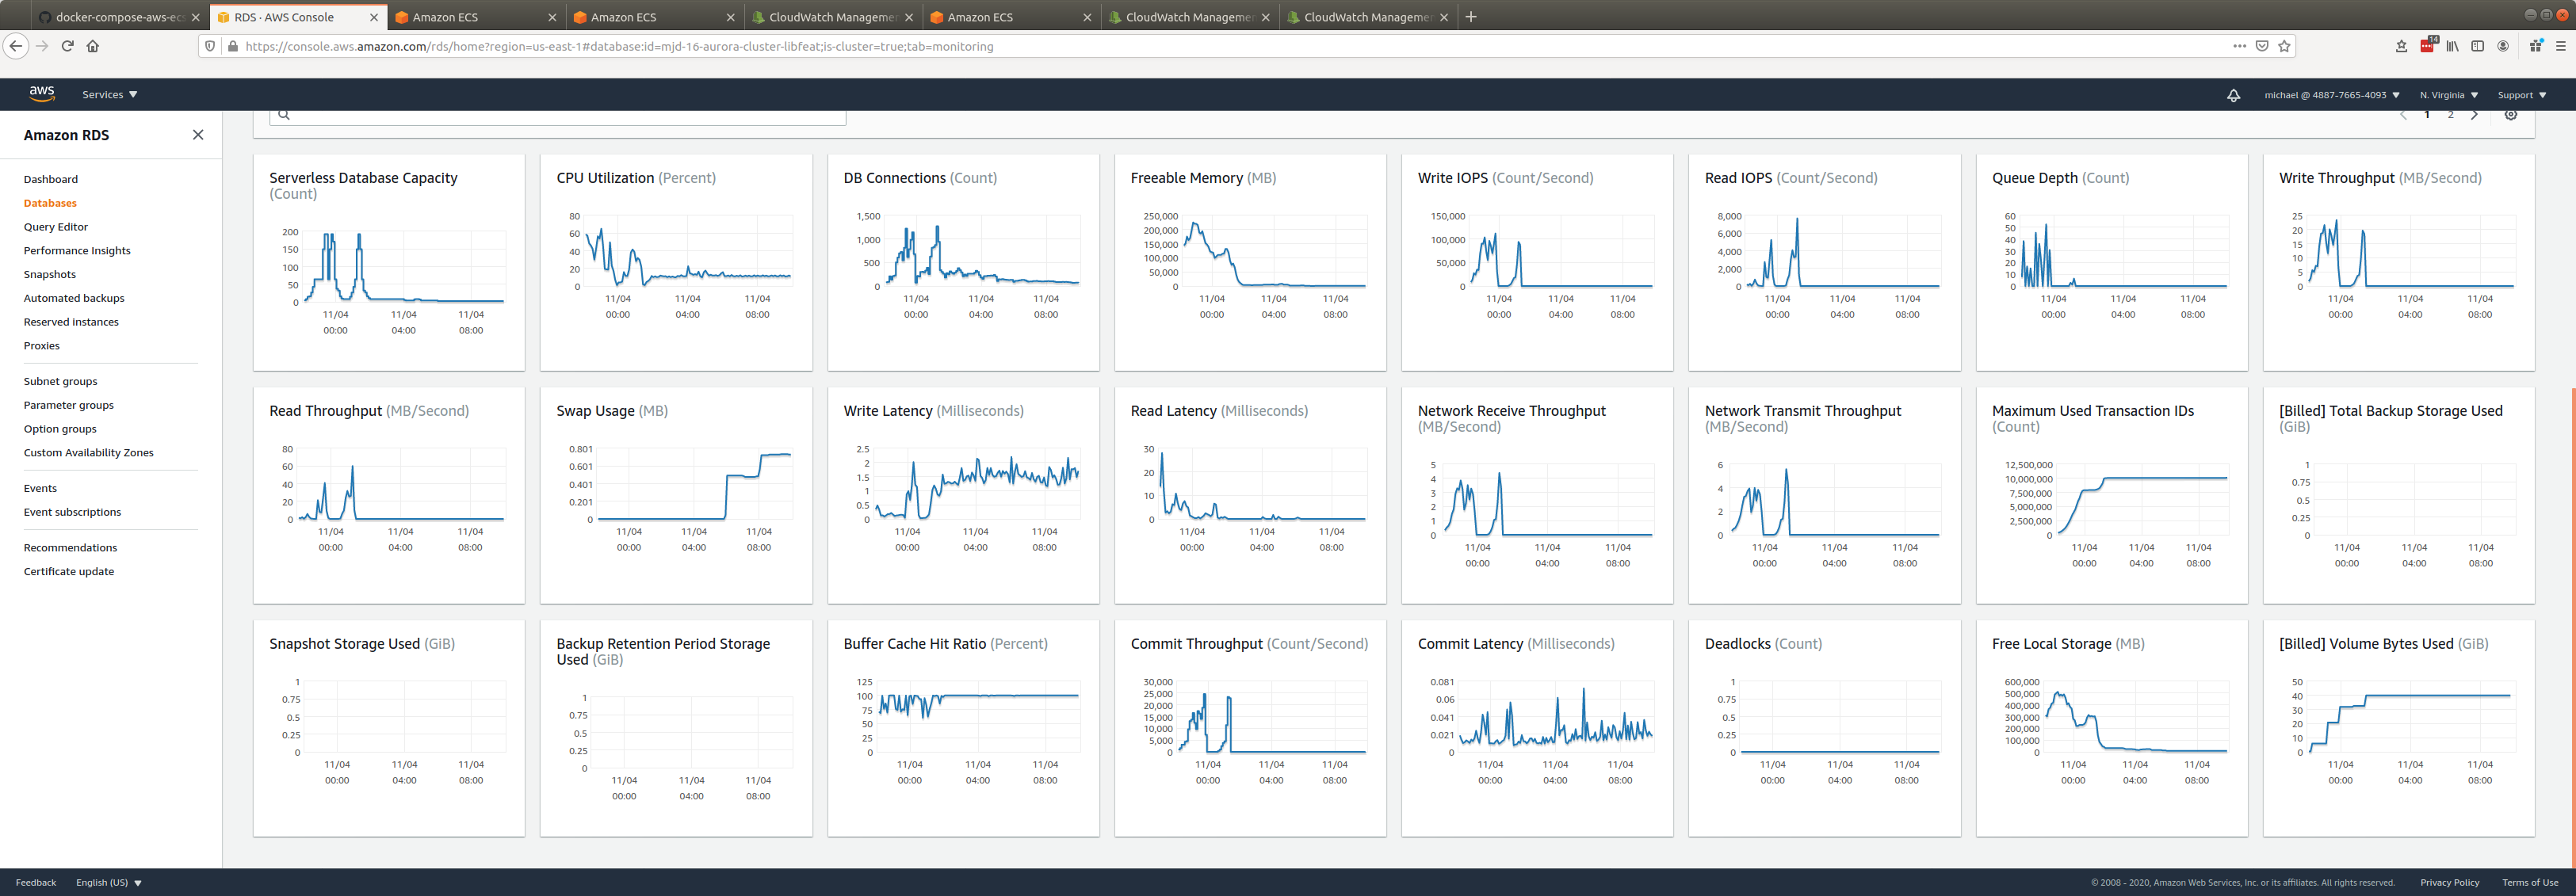 docker-compose-aws-ecs
RDS · AWS Console
Amazon ECS
Amazon ECS
CloudWatch Management
Amazon ECS
CloudWatch Management
CloudWatch Management
https://console.aws.amazon.com/rds/home?region=us-east-1#database:id=mjd-16-aurora-cluster-libfeat;is-cluster=true;tab=monitoring
14
aws
Services
michael @ 4887-7665-4093
N. Virginia
Support
Amazon RDS
Dashboard
Databases
Query Editor
Performance Insights
Snapshots
Automated backups
Reserved instances
Proxies
Subnet groups
Parameter groups
Option groups
Custom Availability Zones
Events
Event subscriptions
Recommendations
Certificate update
1 2
Serverless Database Capacity
(Count)
200
150
100
50
0
11/04 11/04 11/04
00:00 04:00 08:00
CPU Utilization (Percent)
80
60
40
20
0
11/04 11/04 11/04
00:00 04:00 08:00
DB Connections (Count)
1,500
1,000
500
0
11/04 11/04 11/04
00:00 04:00 08:00
Freeable Memory (MB)
250,000
200,000
150,000
100,000
50,000
0
11/04 11/04 11/04
00:00 04:00 08:00
Write IOPS (Count/Second)
150,000
100,000
50,000
0
11/04 11/04 11/04
00:00 04:00 08:00
Read IOPS (Count/Second)
8,000
6,000
4,000
2,000
0
11/04 11/04 11/04
00:00 04:00 08:00
Queue Depth (Count)
60
50
40
30
20
10
0
11/04 11/04 11/04
00:00 04:00 08:00
Write Throughput (MB/Second)
25
20
15
10
5
0
11/04 11/04 11/04
00:00 04:00 08:00
Read Throughput (MB/Second)
80
60
40
20
0
11/04 11/04 11/04
00:00 04:00 08:00
Swap Usage (MB)
0.801
0.601
0.401
0.201
0
11/04 11/04 11/04
00:00 04:00 08:00
Write Latency (Milliseconds)
2.5
2
1.5
1
0.5
0
11/04 11/04 11/04
00:00 04:00 08:00
Read Latency (Milliseconds)
30
20
10
0
11/04 11/04 11/04
00:00 04:00 08:00
Network Receive Throughput
(MB/Second)
5
4
3
2
1
0
11/04 11/04 11/04
00:00 04:00 08:00
Network Transmit Throughput
(MB/Second)
6
4
2
0
11/04 11/04 11/04
00:00 04:00 08:00
Maximum Used Transaction IDs
(Count)
12,500,000
10,000,000
7,500,000
5,000,000
2,500,000
0
11/04 11/04 11/04
00:00 04:00 08:00
[Billed] Total Backup Storage Used
(GiB)
1
0.75
0.5
0.25
0
11/04 11/04 11/04
00:00 04:00 08:00
Snapshot Storage Used (GiB)
1
0.75
0.5
0.25
0
11/04 11/04 11/04
00:00 04:00 08:00
Backup Retention Period Storage
Used (GiB)
1
0.75
0.5
0.25
0
11/04 11/04 11/04
00:00 04:00 08:00
Buffer Cache Hit Ratio (Percent)
125
100
75
50
25
0
11/04 11/04 11/04
00:00 04:00 08:00
Commit Throughput (Count/Second)
30,000
25,000
20,000
15,000
10,000
5,000
0
11/04 11/04 11/04
00:00 04:00 08:00
Commit Latency (Milliseconds)
0.081
0.06
0.041
0.021
0
11/04 11/04 11/04
00:00 04:00 08:00
Deadlocks (Count)
1
0.75
0.5
0.25
0
11/04 11/04 11/04
00:00 04:00 08:00
Free Local Storage (MB)
600,000
500,000
400,000
300,000
200,000
100,000
0
11/04 11/04 11/04
00:00 04:00 08:00
[Billed] Volume Bytes Used (GiB)
50
40
30
20
10
0
11/04 11/04 11/04
00:00 04:00 08:00
Feedback
English (US)
© 2008 - 2020, Amazon Web Services, Inc. or its affiliates. All rights reserved.
Privacy Policy
Terms of Use